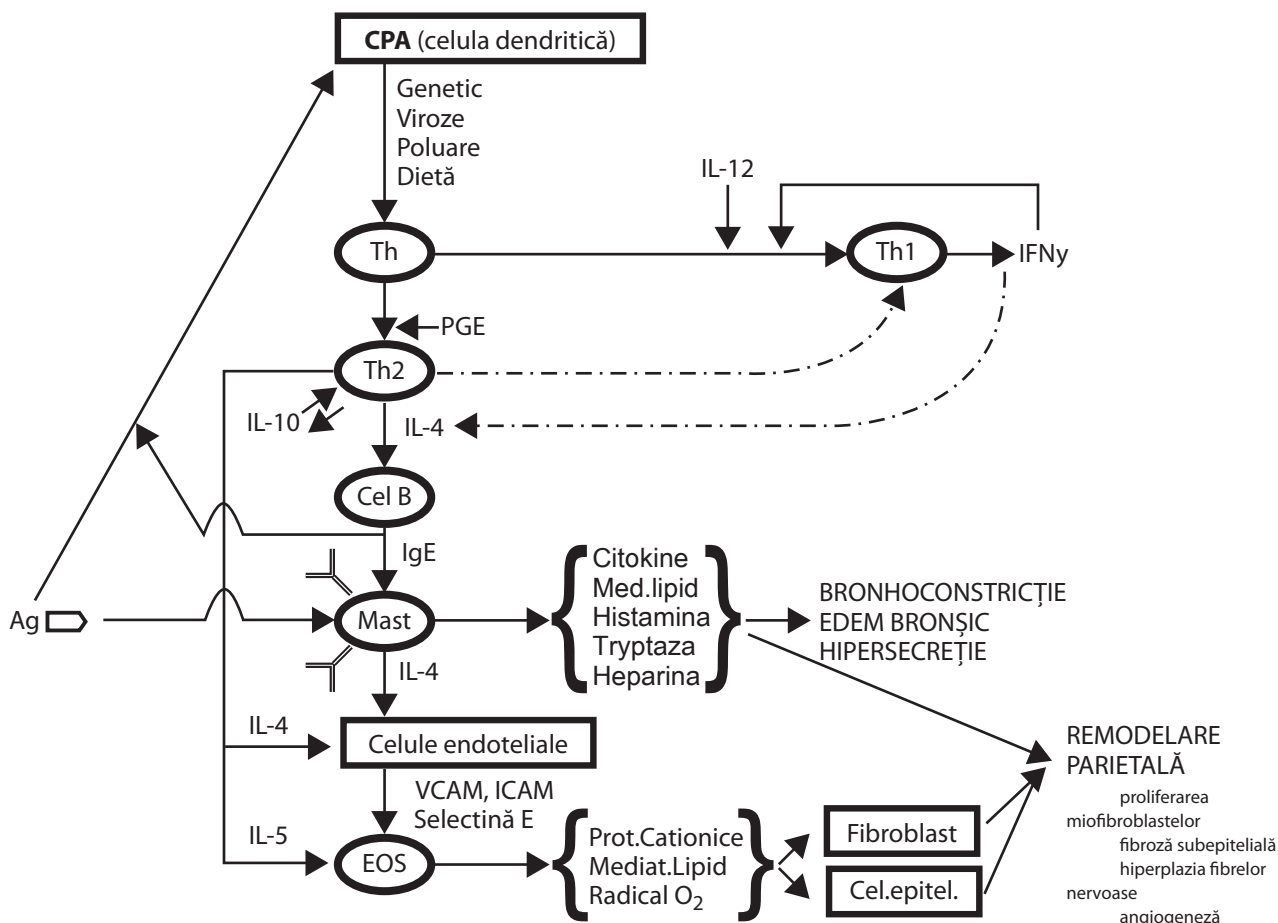 CPA (celula dendritică)
Genetic
Viroze
Poluare
Dietă
IL-12
Th
Th1
IFNy
PGE
Th2
IL-10
IL-4
Cel B
IgE
Ag
Mast
Citokine
Med.lipid
Histamina
Tryptaza
Heparina
BRONHOCONSTRICȚIE
EDEM BRONȘIC
HIPERSECREȚIE
IL-4
IL-4
Celule endoteliale
VCAM, ICAM
Selectină E
IL-5
EOS
Prot.Cationice
Mediat.Lipid
Radical O2
Fibroblast
Cel.epitel.
REMODELARE
PARIETALĂ
proliferarea
miofibroblastelor
fibroză subepitelială
hiperplazia fibrelor
nervoase
angiogeneză